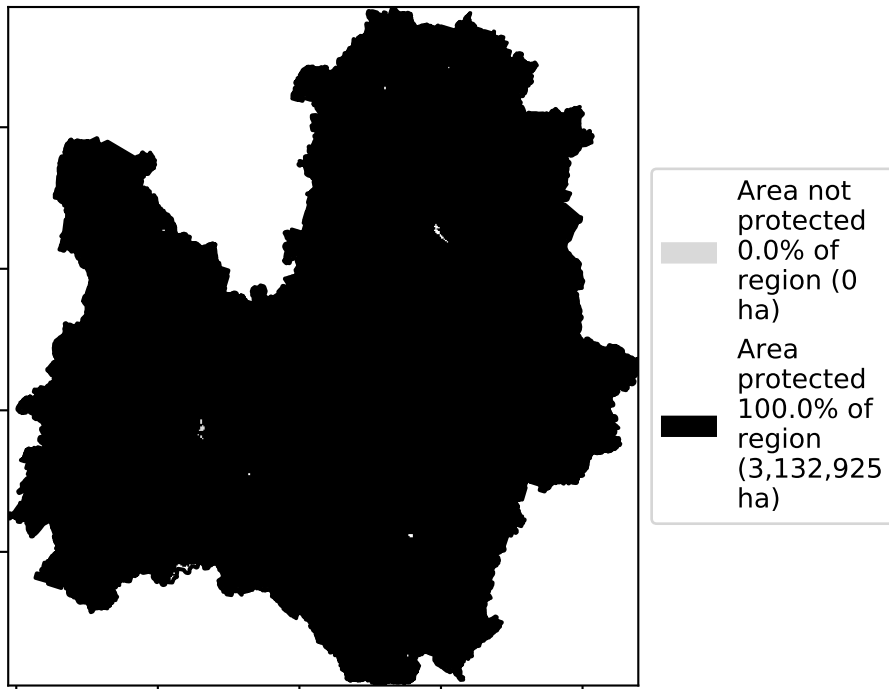 Area not
protected
0.0% of
region (0
ha)
Area
protected
100.0% of
region
(3,132,925
ha)